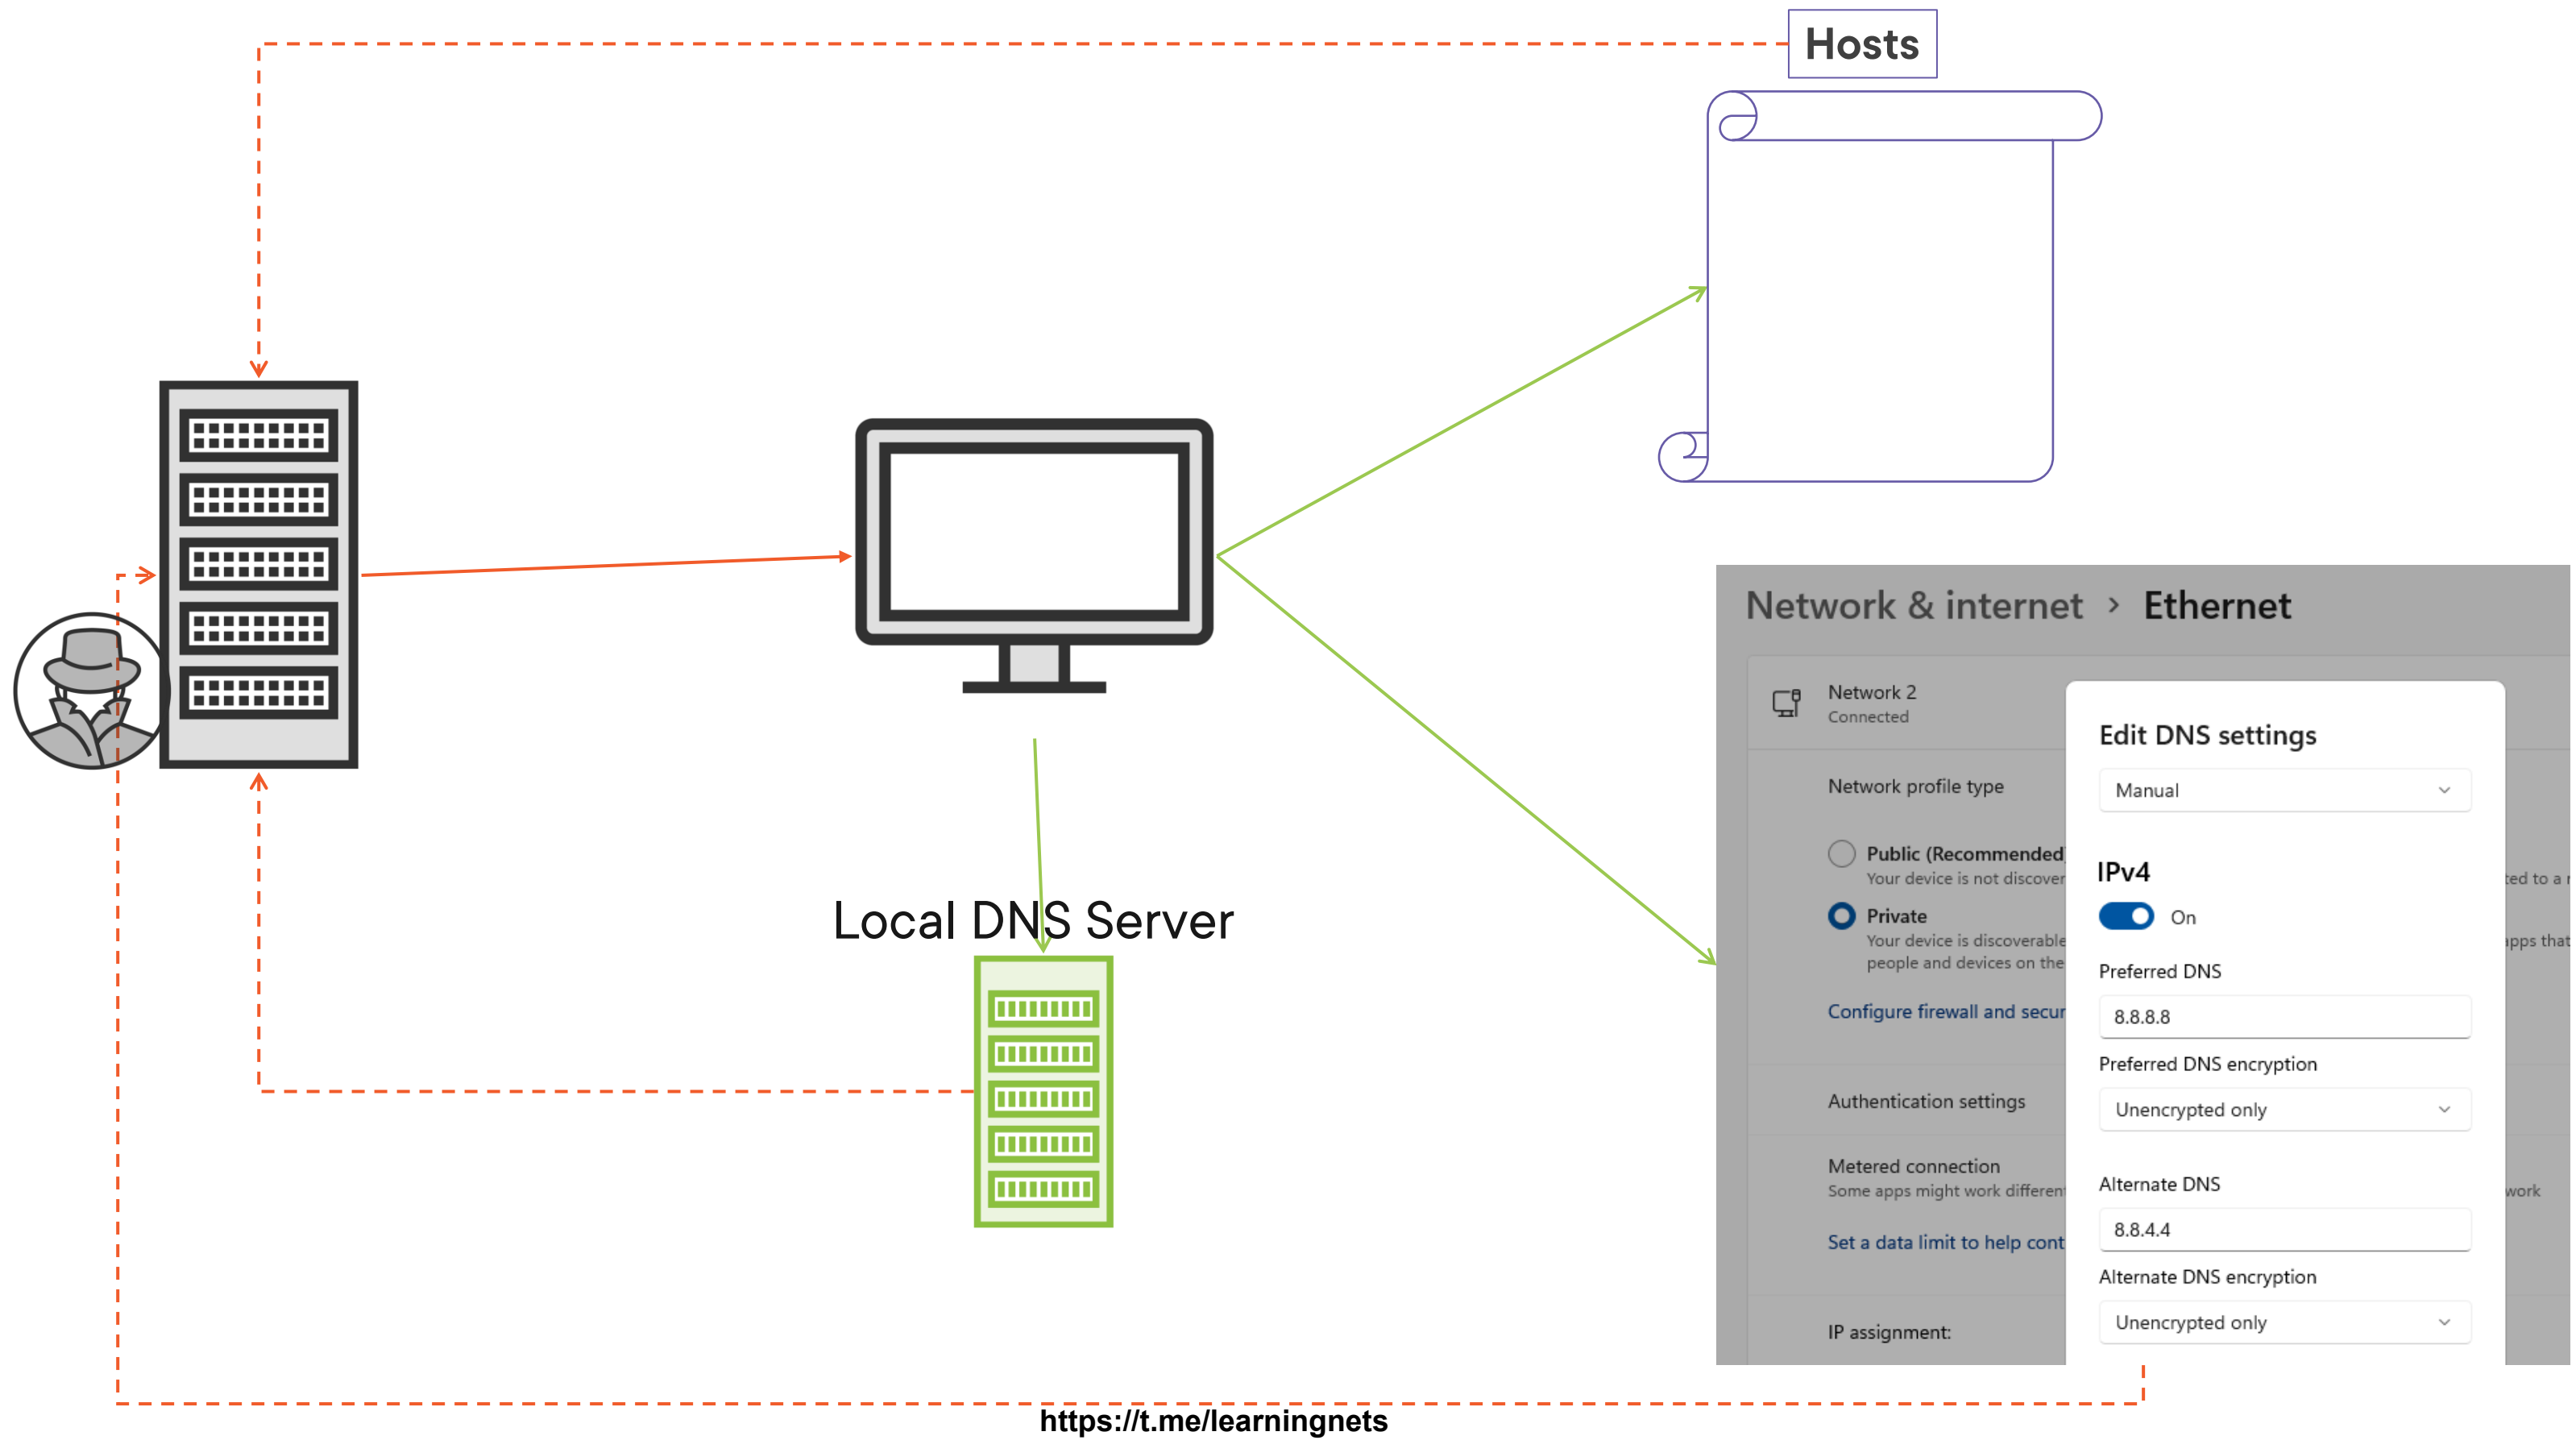 Hosts
Network & internet > Ethernet
Network 2
Connected
Network profile type
Public (Recommended)
Your device is not discover
ted to a r
Private
Your device is discoverable
apps that
people and devices on the
Configure firewall and secur
Authentication settings
Metered connection
Some apps might work differen
work
Set a data limit to help cont
IP assignment:
Edit DNS settings
Manual
IPv4
On
Preferred DNS
8.8.8.8
Preferred DNS encryption
Unencrypted only
Alternate DNS
8.8.4.4
Alternate DNS encryption
Unencrypted only
Local DNS Server
https://t.me/learningnets